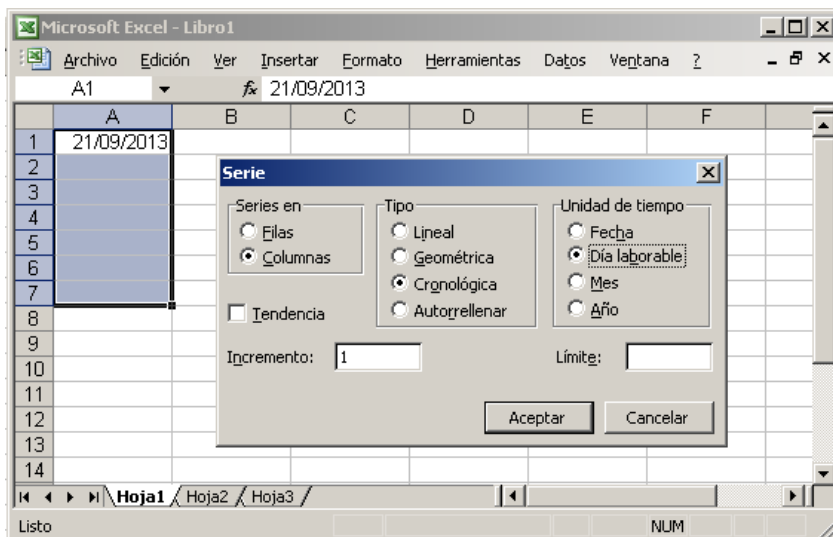 Microsoft Excel - Libro1
Archivo Edición Ver Insertar Formato Herramientas Datos Ventana ?
A1 fx 21/09/2013
A B C D E F
1 21/09/2013
2
3
4
5
6
7
8
9
10
11
12
13
14
Serie
Series en
Filas
Columnas
Tipo
Lineal
Geométrica
Cronológica
Autorrellenar
Unidad de tiempo
Fecha
Día laborable
Mes
Año
Tendencia
Incremento: 1
Límite:
Aceptar Cancelar
Hoja1 Hoja2 Hoja3
Listo NUM